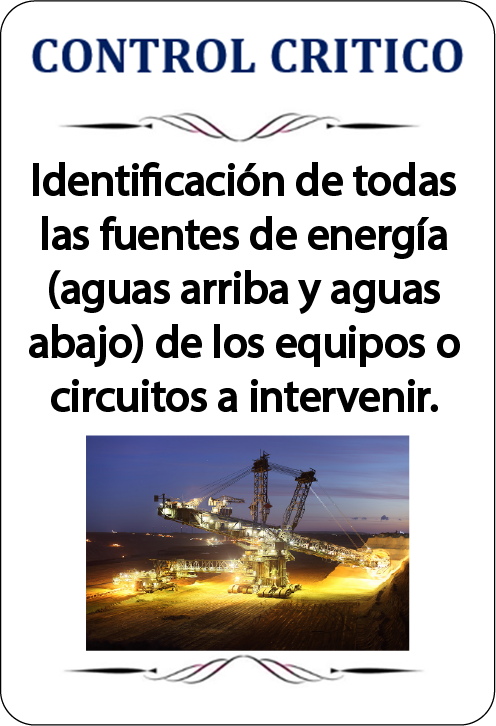 CONTROL CRITICO
Identificación de todas
las fuentes de energía
(aguas arriba y aguas
abajo) de los equipos o
circuitos a intervenir.